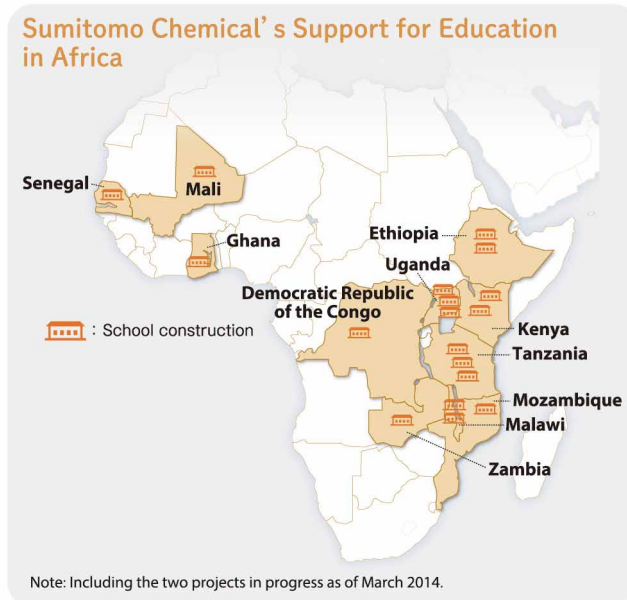 Sumitomo Chemical's Support for Education
in Africa
Senegal
Mali
Ghana
Ethiopia
Uganda
Democratic Republic
of the Congo
: School construction
Kenya
Tanzania
Mozambique
Malawi
Zambia
Note: Including the two projects in progress as of March 2014.